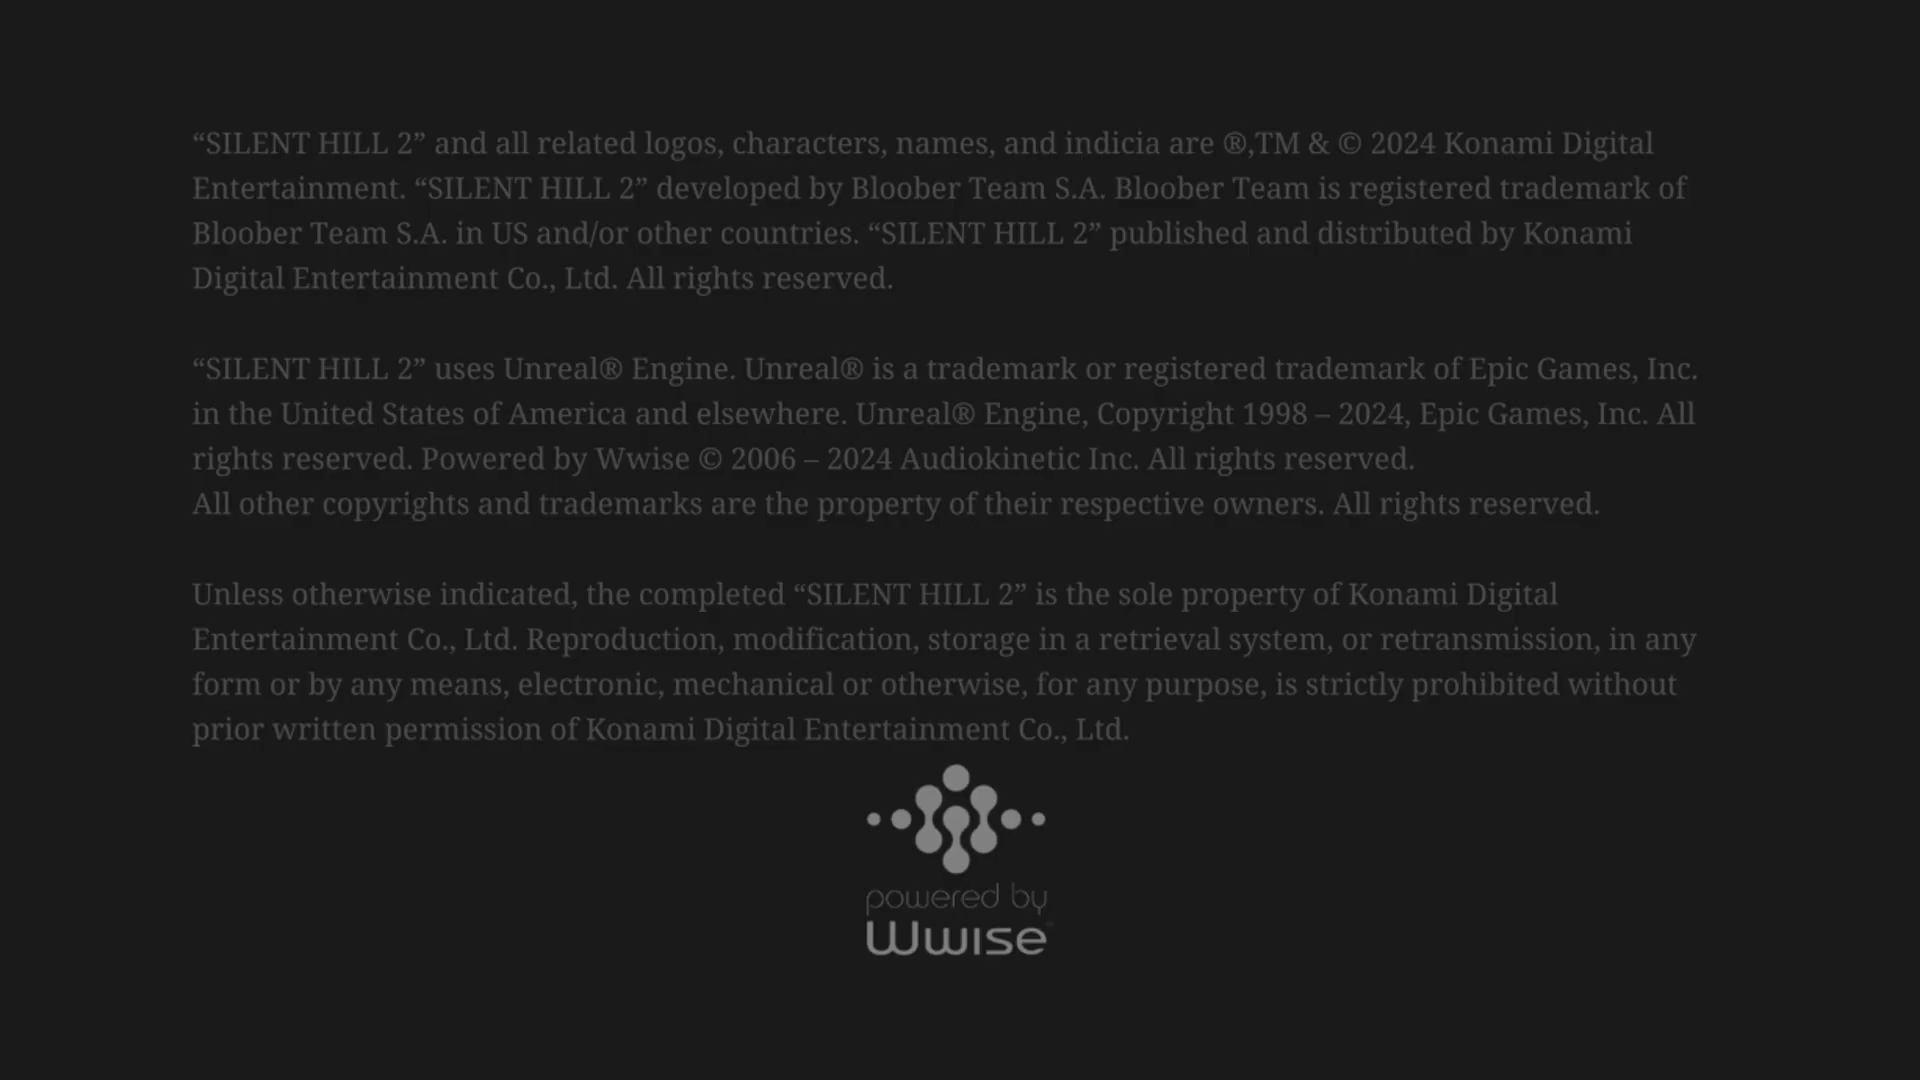 “SILENT HILL 2” and all related logos, characters, names, and indicia are ®,TM & © 2024 Konami Digital
Entertainment. “SILENT HILL 2” developed by Bloober Team S.A. Bloober Team is registered trademark of
Bloober Team S.A. in US and/or other countries. “SILENT HILL 2” published and distributed by Konami
Digital Entertainment Co., Ltd. All rights reserved.
“SILENT HILL 2” uses Unreal® Engine. Unreal® is a trademark or registered trademark of Epic Games, Inc.
in the United States of America and elsewhere. Unreal® Engine, Copyright 1998 – 2024, Epic Games, Inc. All
rights reserved. Powered by Wwise © 2006 – 2024 Audiokinetic Inc. All rights reserved.
All other copyrights and trademarks are the property of their respective owners. All rights reserved.
Unless otherwise indicated, the completed “SILENT HILL 2” is the sole property of Konami Digital
Entertainment Co., Ltd. Reproduction, modification, storage in a retrieval system, or retransmission, in any
form or by any means, electronic, mechanical or otherwise, for any purpose, is strictly prohibited without
prior written permission of Konami Digital Entertainment Co., Ltd.
powered by
Wwise